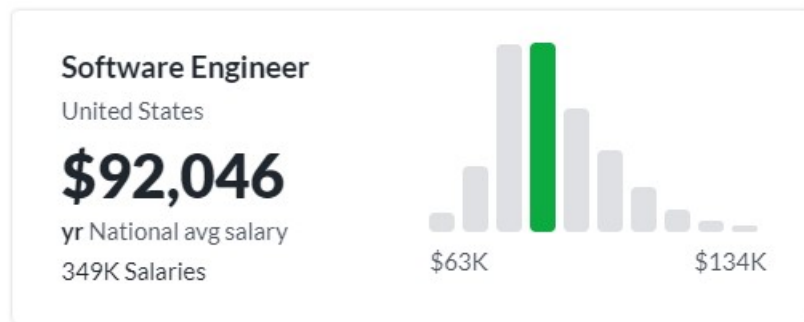 Software Engineer
United States
$92,046
yr National avg salary
349K Salaries
$63K
$134K